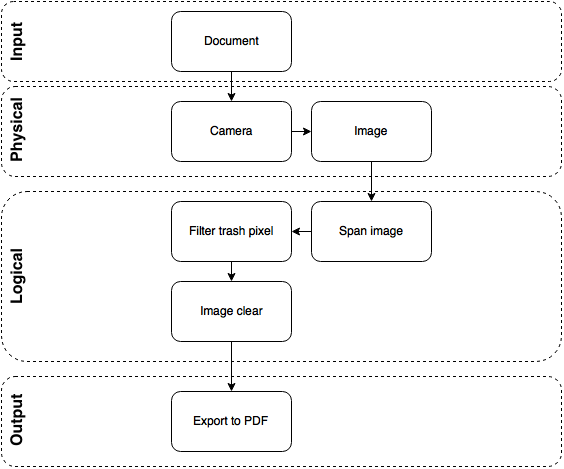 Input
Document
Physical
Camera
Image
Logical
Filter trash pixel
Span image
Image clear
Output
Export to PDF